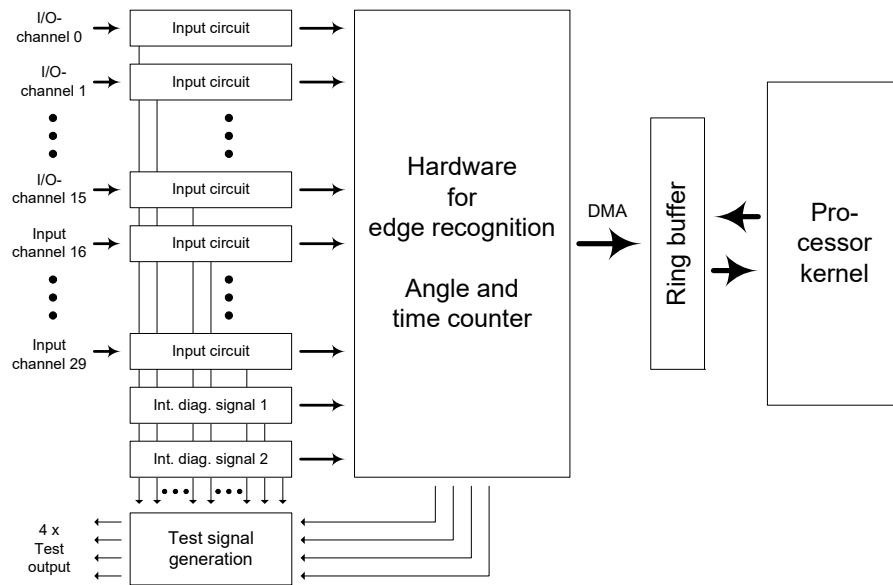 I/O-
channel 0
Input circuit
I/O-
channel 1
Input circuit
I/O-
channel 15
Input circuit
Input
channel 16
Input circuit
Input
channel 29
Input circuit
Int. diag. signal 1
Int. diag. signal 2
4 x
Test
output
Test signal
generation
Hardware
for
edge recognition
Angle and
time counter
DMA
Ring buffer
Pro-
cessor
kernel